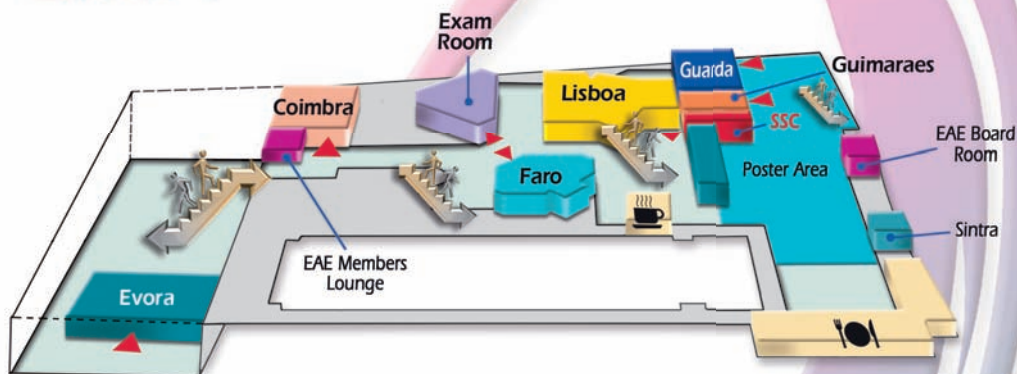 Exam
Room
Guarda
Guimaraes
Lisboa
Coimbra
SSC
EAE Board
Room
Poster Area
Faro
Sintra
EAE Members
Lounge
Evora